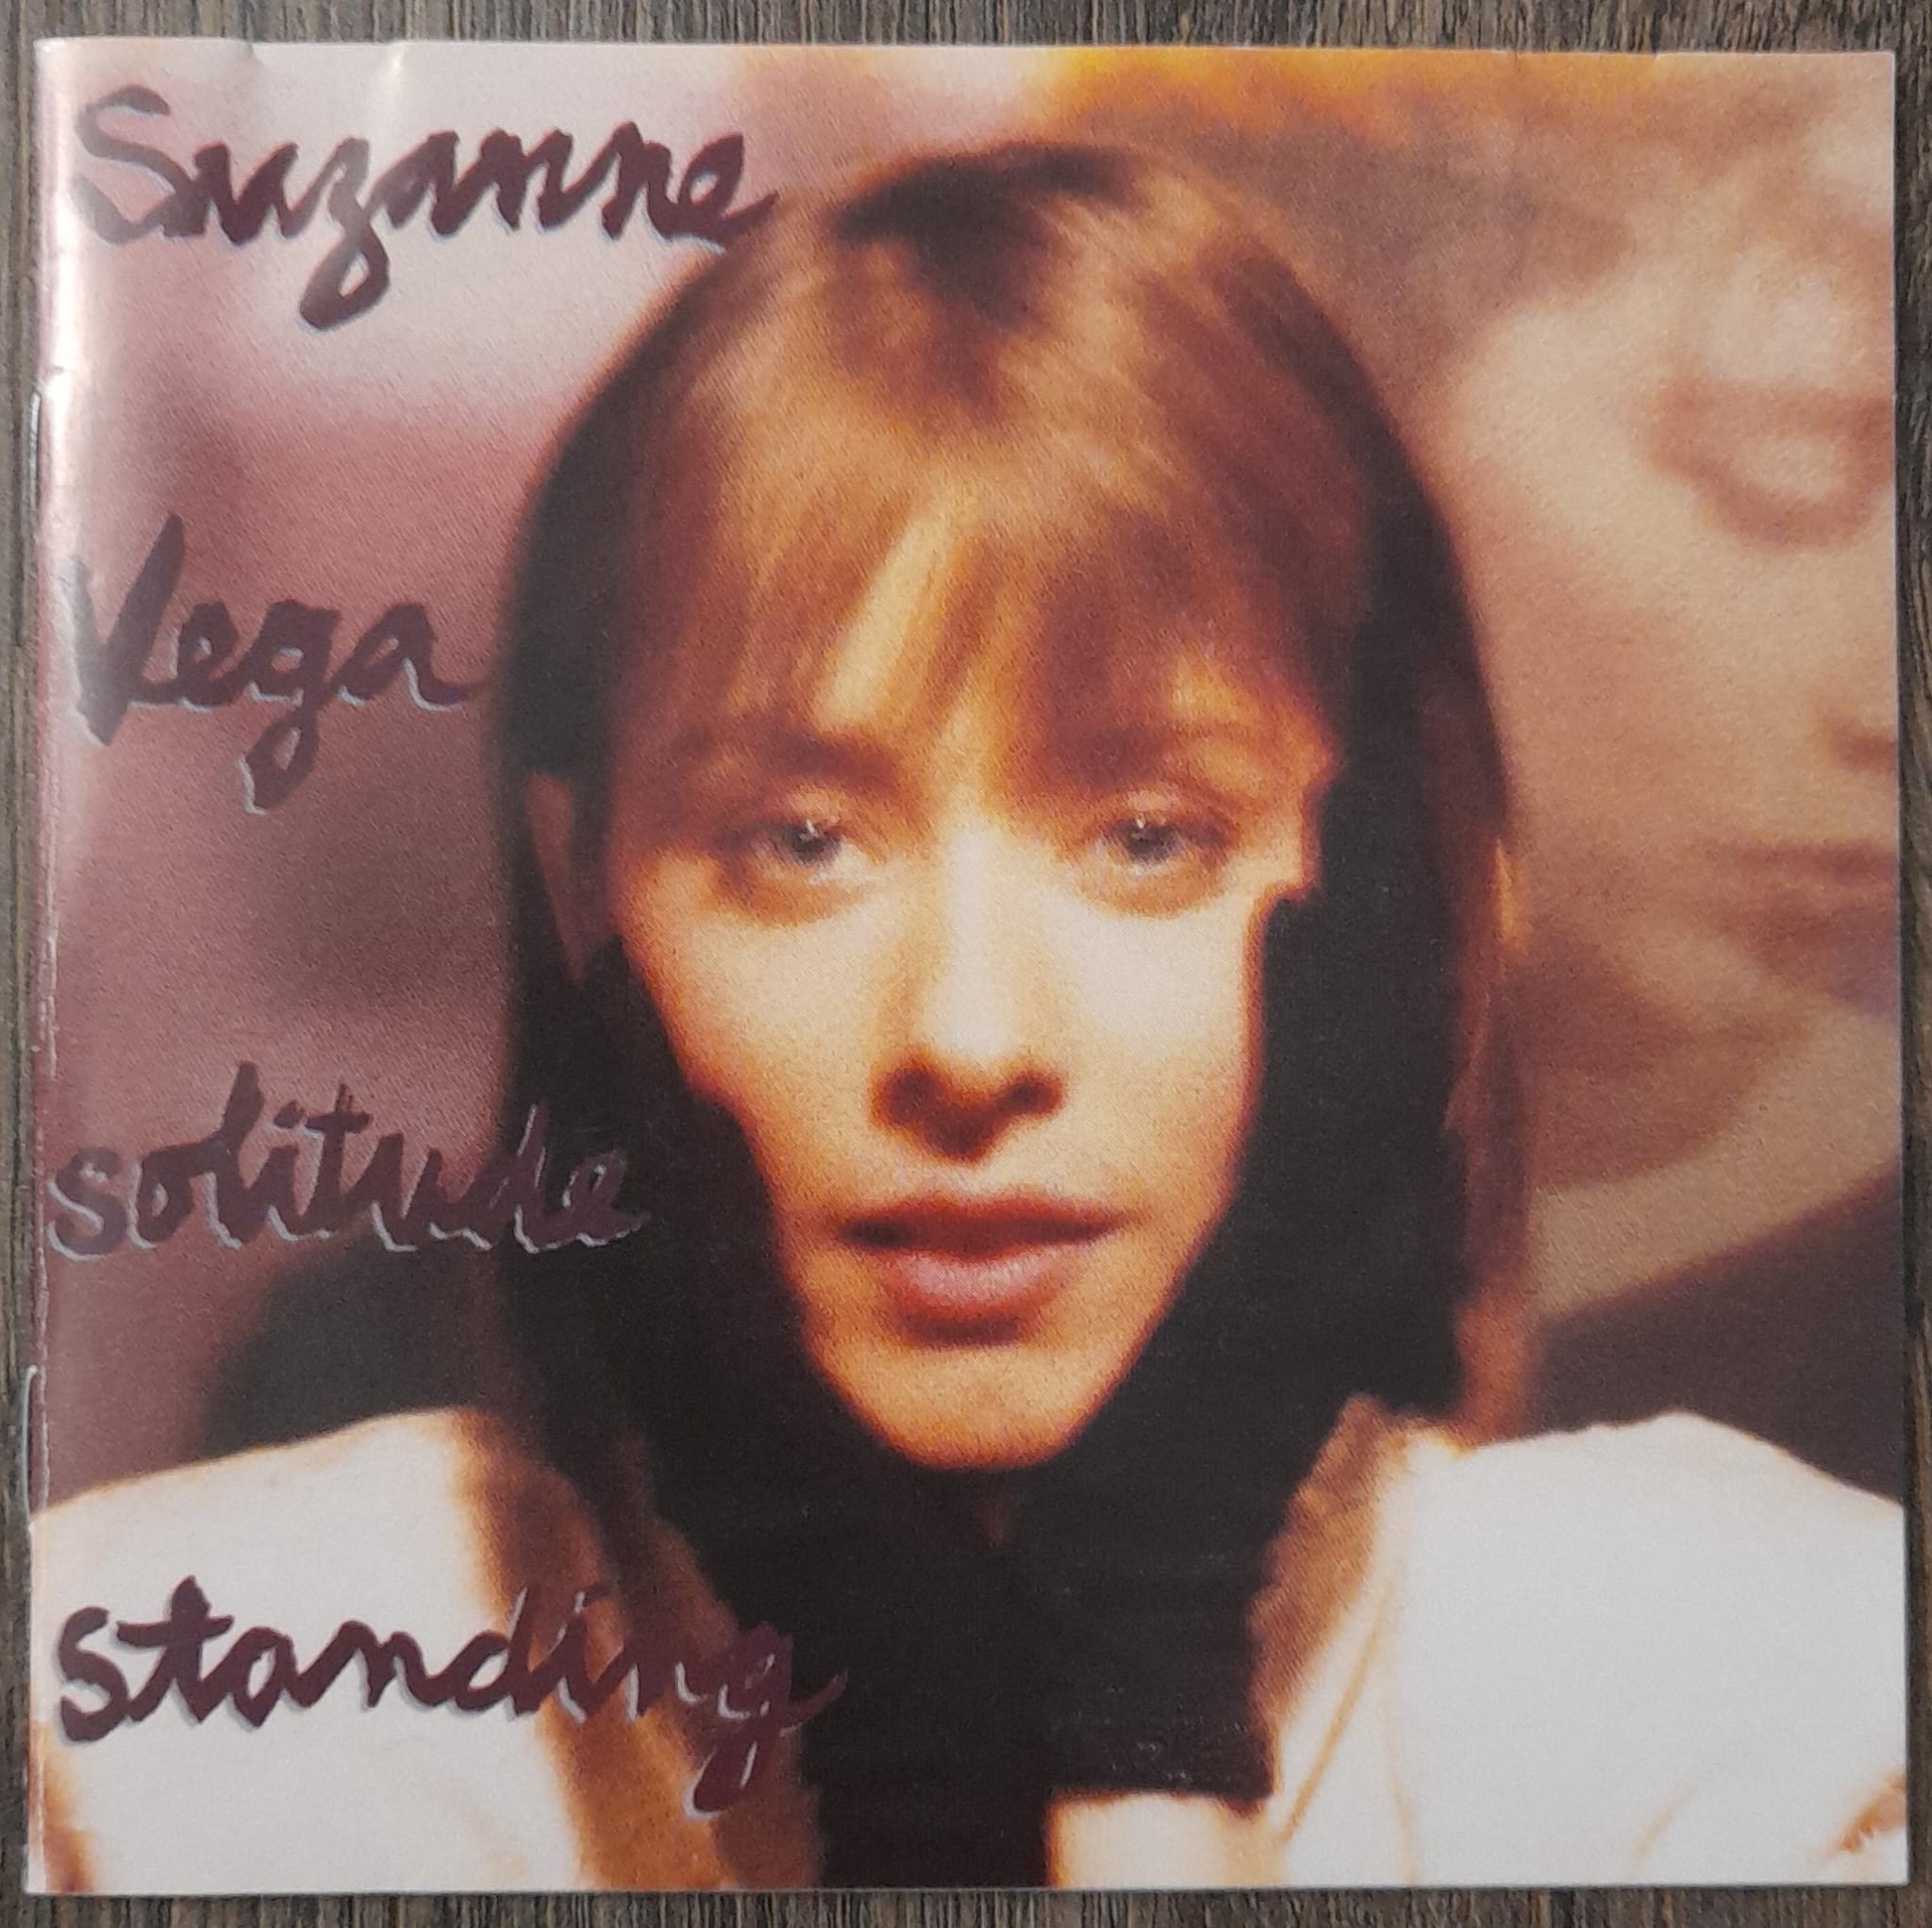 Suzanne
Vega
solitude
standing